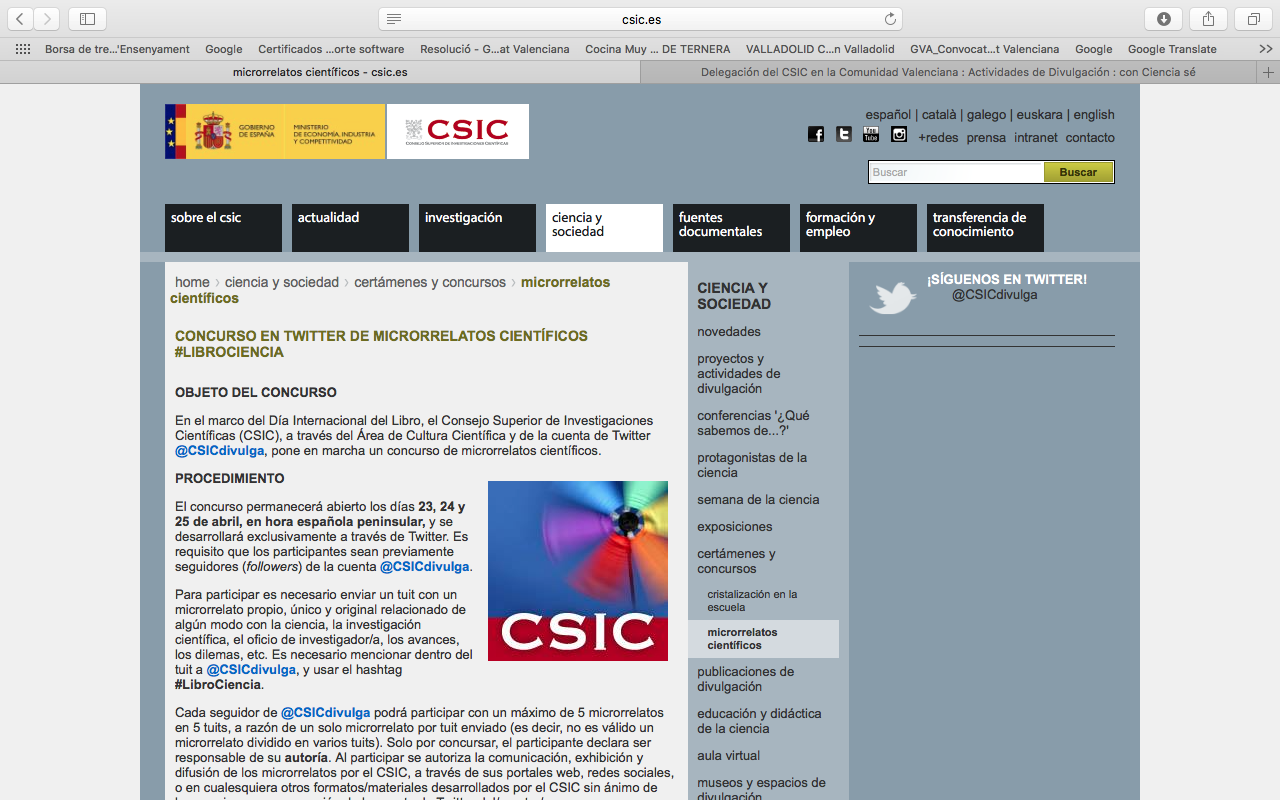 csic.es
Borsa de tre...'Ensenyament Google Certificados ...orte software Resolució - G...at Valenciana Cocina Muy ... DE TERNERA VALLADOLID C...n Valladolid GVA_Convocat...t Valenciana Google Google Translate
microrrelatos científicos - csic.es
Delegación del CSIC en la Comunidad Valenciana : Actividades de Divulgación : con Ciencia sé
GOBIERNO
DE ESPAÑA
MINISTERIO
DE ECONOMÍA, INDUSTRIA
Y COMPETITIVIDAD
CSIC
CONSEJO SUPERIOR DE INVESTIGACIONES CIENTÍFICAS
español | català | galego | euskara | english
You
Tube
+redes prensa intranet contacto
Buscar
Buscar
sobre el csic
actualidad
investigación
ciencia y
sociedad
fuentes
documentales
formación y
empleo
transferencia de
conocimiento
home › ciencia y sociedad › certámenes y concursos › microrrelatos
científicos
CONCURSO EN TWITTER DE MICRORRELATOS CIENTÍFICOS
#LIBROCIENCIA
OBJETO DEL CONCURSO
En el marco del Día Internacional del Libro, el Consejo Superior de Investigaciones
Científicas (CSIC), a través del Área de Cultura Científica y de la cuenta de Twitter
@CSICdivulga, pone en marcha un concurso de microrrelatos científicos.
PROCEDIMIENTO
El concurso permanecerá abierto los días 23, 24 y
25 de abril, en hora española peninsular, y se
desarrollará exclusivamente a través de Twitter. Es
requisito que los participantes sean previamente
seguidores (followers) de la cuenta @CSICdivulga.
Para participar es necesario enviar un tuit con un
microrrelato propio, único y original relacionado de
algún modo con la ciencia, la investigación
científica, el oficio de investigador/a, los avances,
los dilemas, etc. Es necesario mencionar dentro del
tuit a @CSICdivulga, y usar el hashtag
#LibroCiencia.
CSIC
Cada seguidor de @CSICdivulga podrá participar con un máximo de 5 microrrelatos
en 5 tuits, a razón de un solo microrrelato por tuit enviado (es decir, no es válido un
microrrelato dividido en varios tuits). Solo por concursar, el participante declara ser
responsable de su autoría. Al participar se autoriza la comunicación, exhibición y
difusión de los microrrelatos por el CSIC, a través de sus portales web, redes sociales,
o en cualesquiera otros formatos/materiales desarrollados por el CSIC sin ánimo de
CIENCIA Y
SOCIEDAD
novedades
proyectos y
actividades de
divulgación
conferencias '¿Qué
sabemos de...?'
protagonistas de la
ciencia
semana de la ciencia
exposiciones
certámenes y
concursos
cristalización en la
escuela
microrrelatos
científicos
publicaciones de
divulgación
educación y didáctica
de la ciencia
aula virtual
museos y espacios de
divulgación
¡SÍGUENOS EN TWITTER!
@CSICdivulga